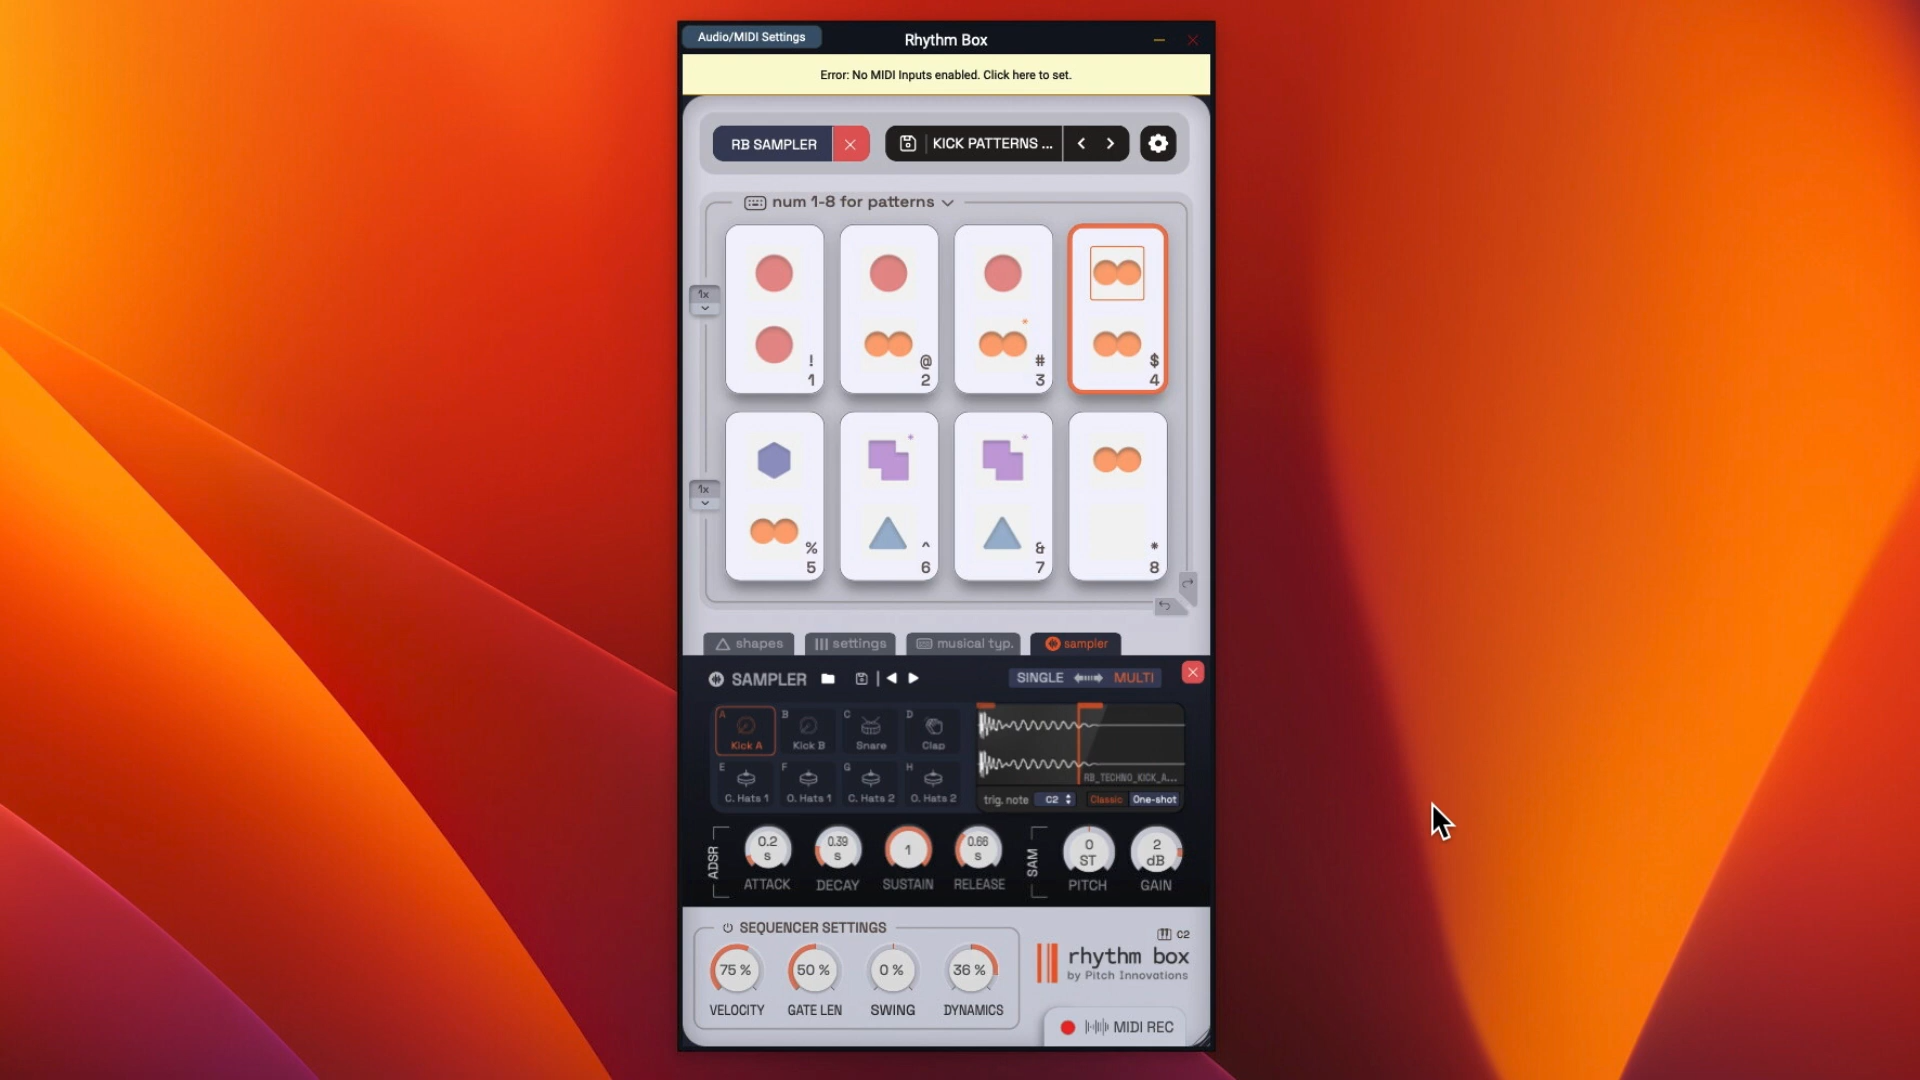 Audio/MIDI Settings
Rhythm Box
Error: No MIDI Inputs enabled. Click here to set.
RB SAMPLER
KICK PATTERNS ...
num 1-8 for patterns
1x
! 1
@ 2
# 3
$ 4
1x
% 5
^ 6
& 7
* 8
shapes
settings
musical typ.
sampler
SAMPLER
SINGLE
MULTI
A
Kick A
B
Kick B
C
Snare
D
Clap
E
C. Hats 1
F
O. Hats 1
G
C. Hats 2
H
O. Hats 2
RB_TECHNO_KICK_A...
trig. note
C2
Classic
One-shot
ADSR
0.2 s
ATTACK
0.39 s
DECAY
1
SUSTAIN
0.66 s
RELEASE
SAM
0 ST
PITCH
2 dB
GAIN
SEQUENCER SETTINGS
75 %
VELOCITY
50 %
GATE LEN
0 %
SWING
36 %
DYNAMICS
C2
rhythm box
by Pitch Innovations
MIDI REC